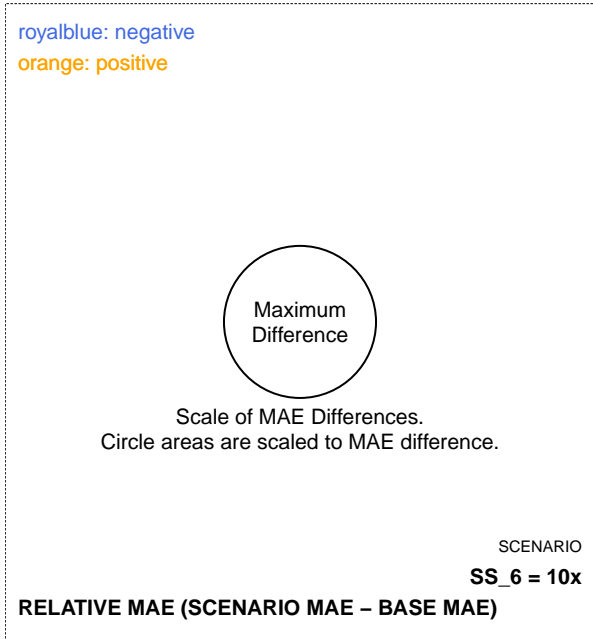 royalblue: negative
orange: positive
Maximum
Difference
Scale of MAE Differences.
Circle areas are scaled to MAE difference.
SCENARIO
SS_6 = 10x
RELATIVE MAE (SCENARIO MAE − BASE MAE)